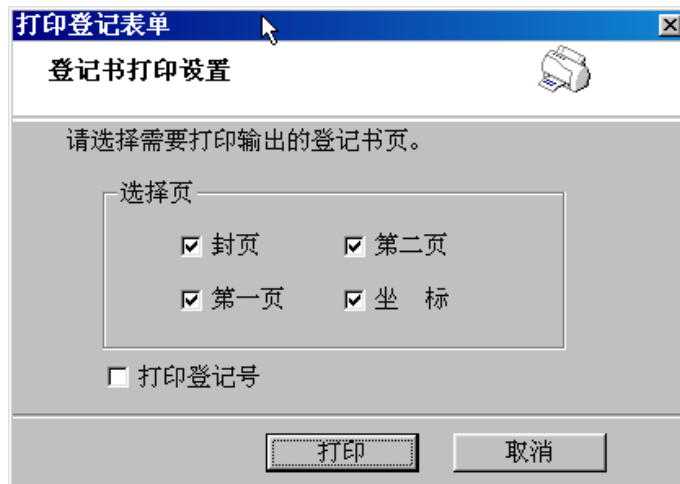 打印登记表单
登记书打印设置
请选择需要打印输出的登记书页。
选择页
封页 第二页
第一页 坐 标
打印登记号
打印 取消